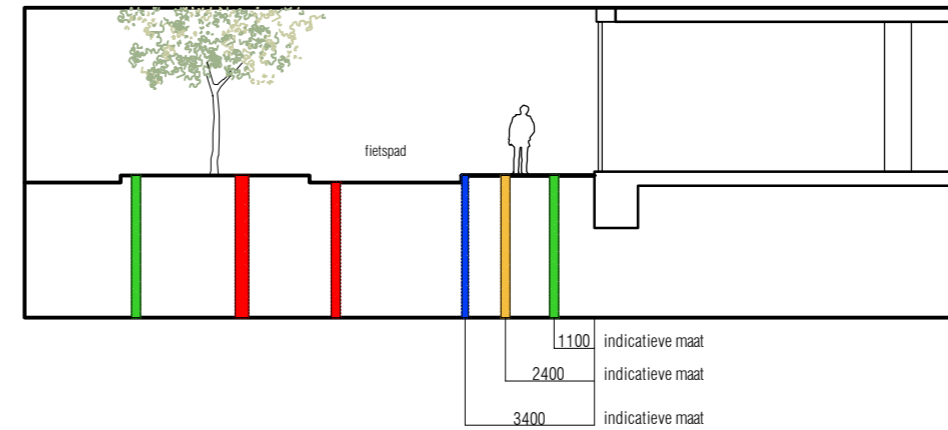 fietspad
1100 indicatieve maat
2400 indicatieve maat
3400 indicatieve maat